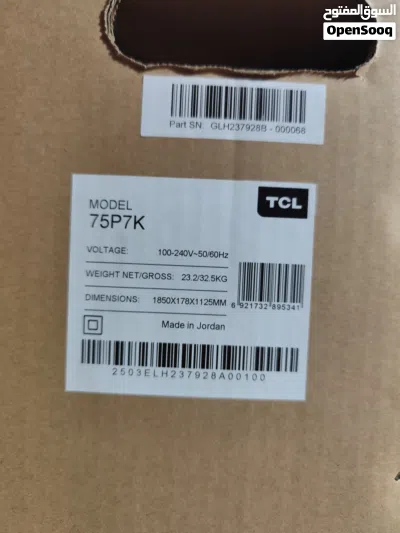 السوق المفتوح
OpenSooq
Part SN: GLH237928B - 000068
TCL
MODEL
75P7K
VOLTAGE: 100-240V~50/60Hz
WEIGHT NET/GROSS: 23.2/32.5KG
DIMENSIONS: 1850X178X1125MM
6 921732 895341
Made in Jordan
2503ELH237928A00100